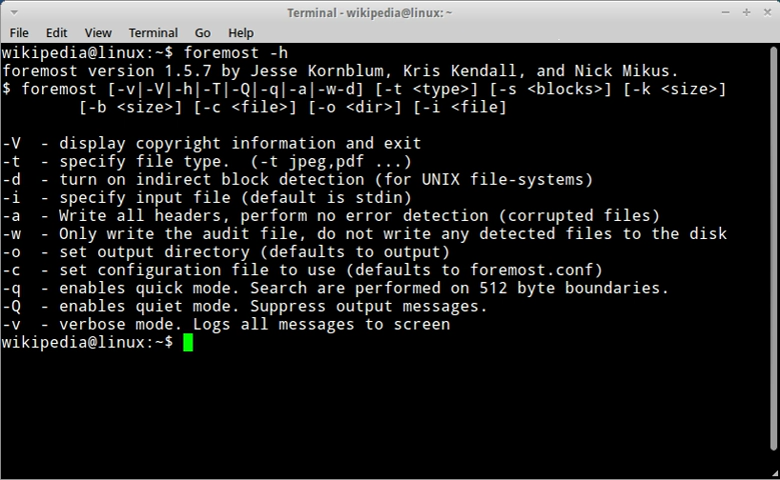 Terminal - wikipedia@linux: ~
File Edit View Terminal Go Help
wikipedia@linux:~$ foremost -h
foremost version 1.5.7 by Jesse Kornblum, Kris Kendall, and Nick Mikus.
$ foremost [-v|-V|-h|-T|-Q|-q|-a|-w-d] [-t <type>] [-s <blocks>] [-k <size>]
        [-b <size>] [-c <file>] [-o <dir>] [-i <file]

-V  - display copyright information and exit
-t  - specify file type.  (-t jpeg,pdf ...)
-d  - turn on indirect block detection (for UNIX file-systems)
-i  - specify input file (default is stdin)
-a  - Write all headers, perform no error detection (corrupted files)
-w  - Only write the audit file, do not write any detected files to the disk
-o  - set output directory (defaults to output)
-c  - set configuration file to use (defaults to foremost.conf)
-q  - enables quick mode. Search are performed on 512 byte boundaries.
-Q  - enables quiet mode. Suppress output messages.
-v  - verbose mode. Logs all messages to screen
wikipedia@linux:~$